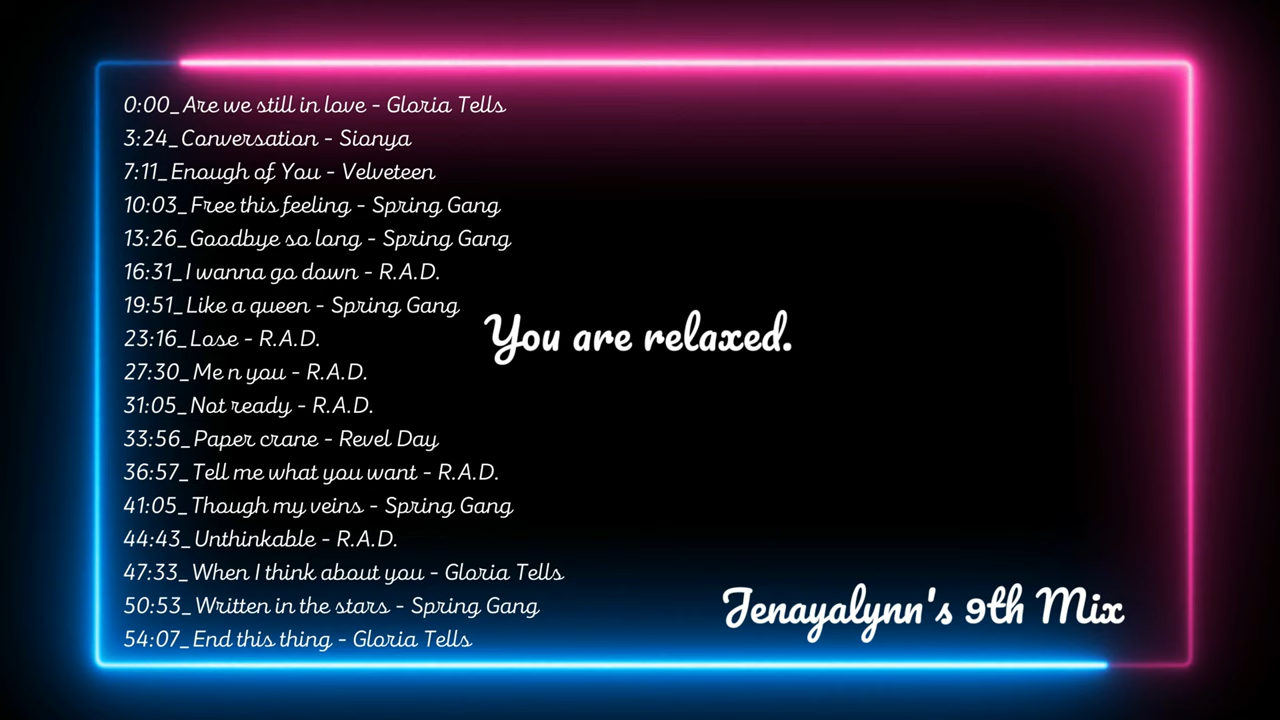 0:00_Are we still in love - Gloria Tells
3:24_Conversation - Sionya
7:11_Enough of You - Velveteen
10:03_Free this feeling - Spring Gang
13:26_Goodbye so long - Spring Gang
16:31_I wanna go down - R.A.D.
19:51_Like a queen - Spring Gang
23:16_Lose - R.A.D.
You are relaxed.
27:30_Me n you - R.A.D.
31:05_Not ready - R.A.D.
33:56_Paper crane - Revel Day
36:57_Tell me what you want - R.A.D.
41:05_Though my veins - Spring Gang
44:43_Unthinkable - R.A.D.
47:33_When I think about you - Gloria Tells
50:53_Written in the stars - Spring Gang
54:07_End this thing - Gloria Tells
Jenayalynn's 9th Mix